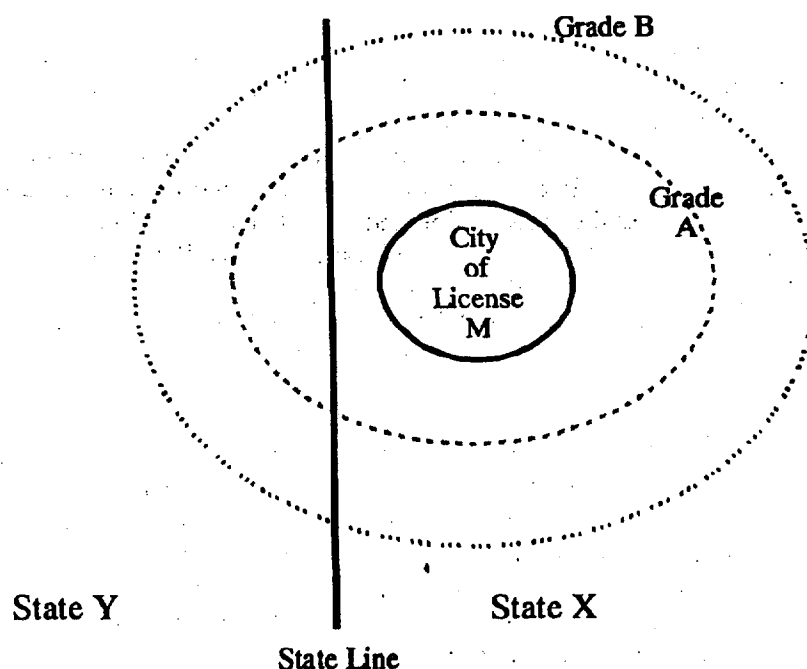 Grade B
Grade
A
City
of
License
M
State Y
State X
State Line